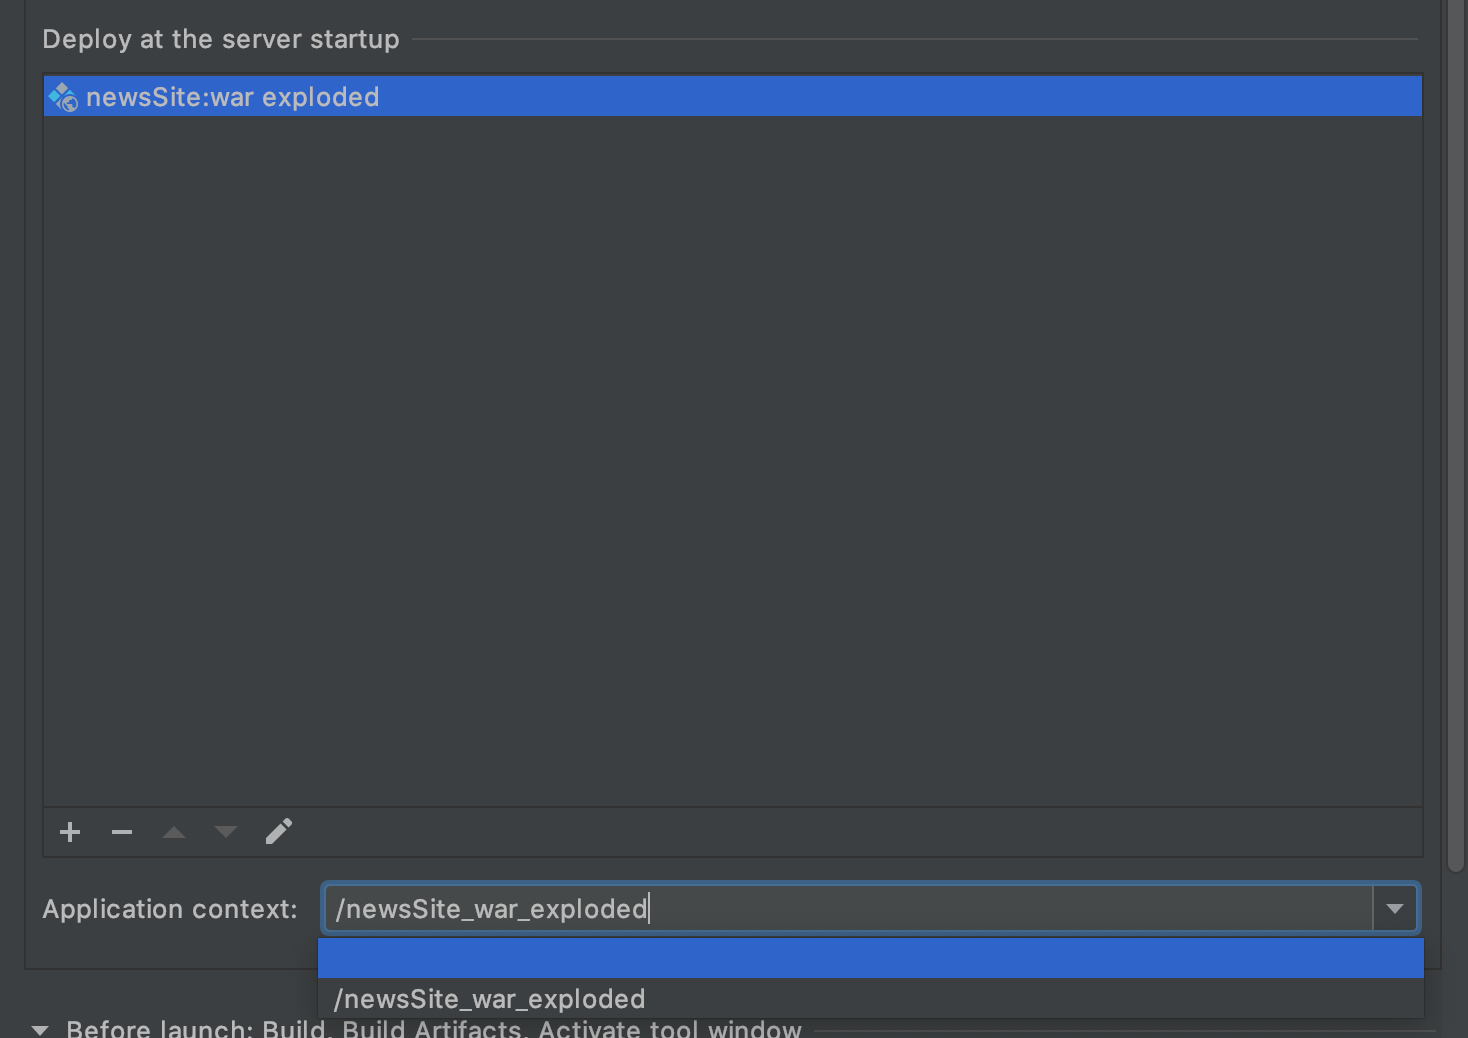 Deploy at the server startup
newsSite:war exploded
Application context: /newsSite_war_exploded
/newsSite_war_exploded
Before launch: Build, Build Artifacts, Activate tool window